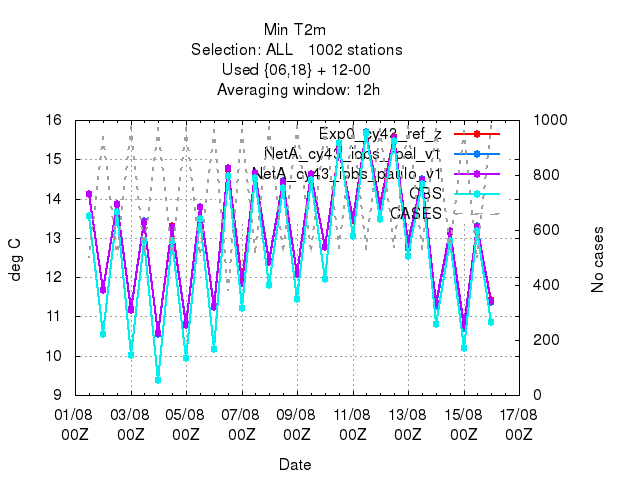 Min T2m
Selection: ALL   1002 stations
Used {06,18} + 12-00
Averaging window: 12h
16 1000
Exp0_cy43_ref_z
NetA_cy43_iobs_roel_v1
15
NetA_cy43_iobs_paulo_v1
800
14 OBS
CASES
13 600
12 400
11 200
10
9 0
deg C
No cases
01/08 03/08 05/08 07/08 09/08 11/08 13/08 15/08 17/08
00Z 00Z 00Z 00Z 00Z 00Z 00Z 00Z 00Z
Date